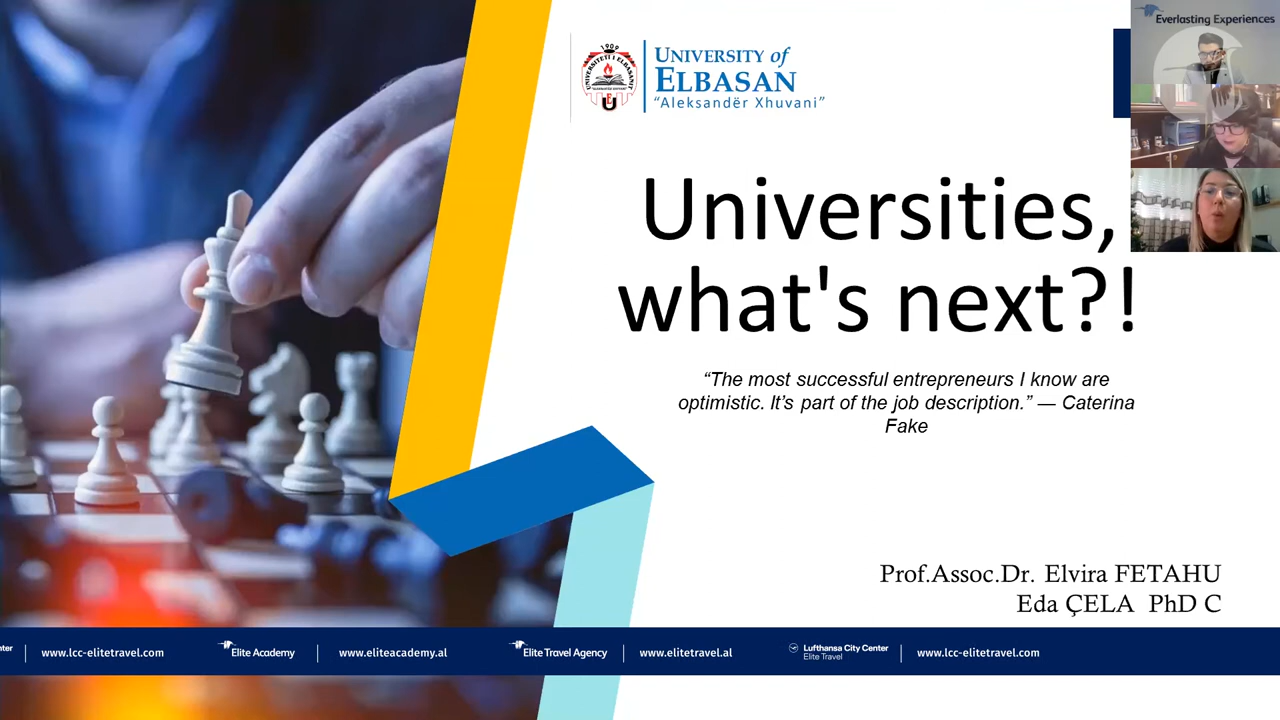 Everlasting Experiences
1909
UNIVERSITETI I ELBASANIT
UNIVERSITY of
ELBASAN
“Aleksandër Xhuvani”
Universities,
what's next?!
“The most successful entrepreneurs I know are
optimistic. It’s part of the job description.” — Caterina
Fake
Prof.Assoc.Dr. Elvira FETAHU
Eda ÇELA PhD C
www.lcc-elitetravel.com
Elite Academy
www.eliteacademy.al
Elite Travel Agency
www.elitetravel.al
Lufthansa City Center
Elite Travel
www.lcc-elitetravel.com